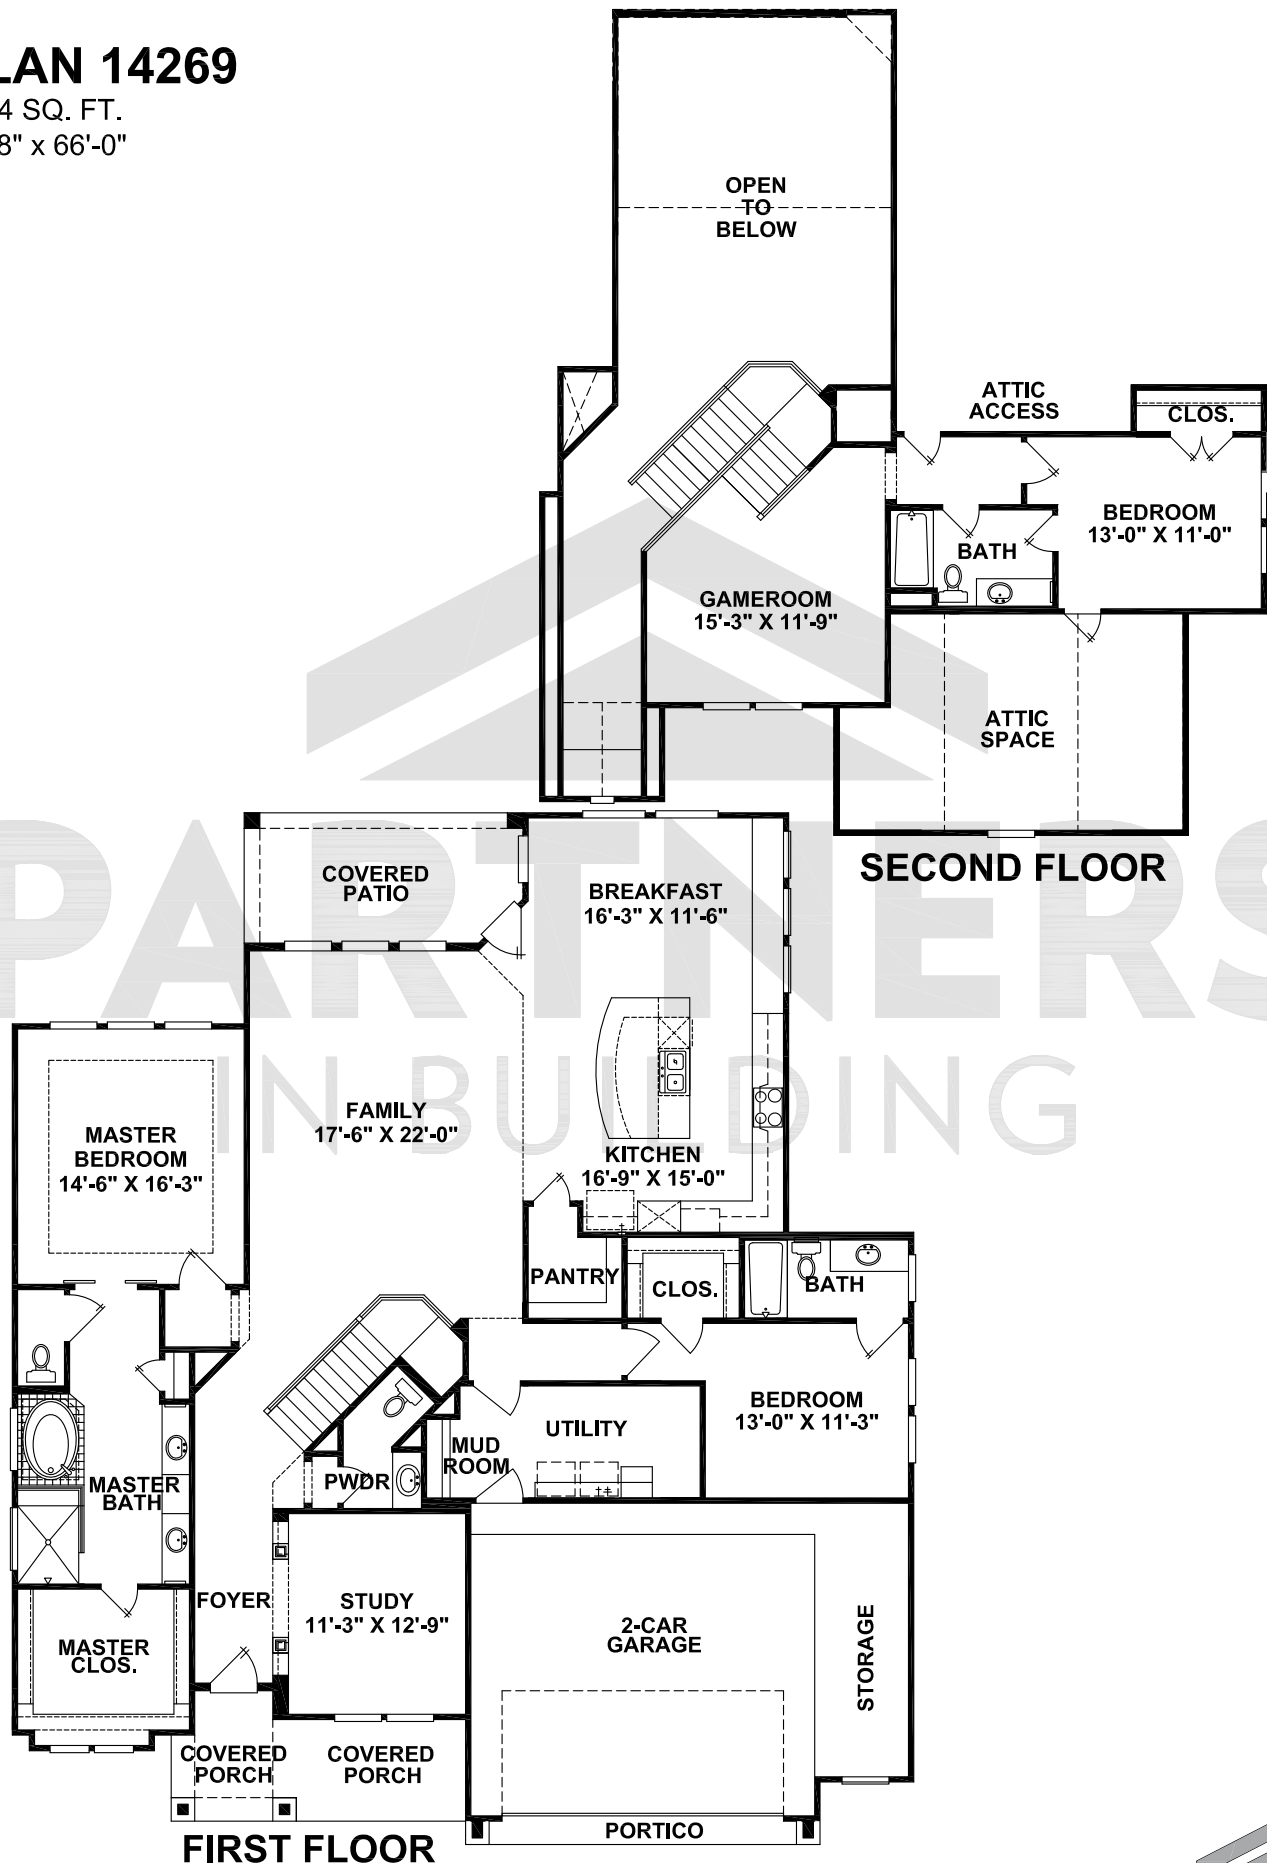 LAN 14269
4 SQ. FT.
8" x 66'-0"
OPEN
TO
BELOW
ATTIC
ACCESS
CLOS.
BEDROOM
13'-0" X 11'-0"
BATH
GAMEROOM
15'-3" X 11'-9"
ATTIC
SPACE
SECOND FLOOR
COVERED
PATIO
BREAKFAST
16'-3" X 11'-6"
PARTNERS
IN BUILDING
FAMILY
17'-6" X 22'-0"
MASTER
BEDROOM
14'-6" X 16'-3"
KITCHEN
16'-9" X 15'-0"
PANTRY
CLOS.
BATH
BEDROOM
13'-0" X 11'-3"
UTILITY
MUD
ROOM
PWDR
MASTER
BATH
FOYER
STUDY
11'-3" X 12'-9"
2-CAR
GARAGE
STORAGE
MASTER
CLOS.
COVERED
PORCH
COVERED
PORCH
PORTICO
FIRST FLOOR